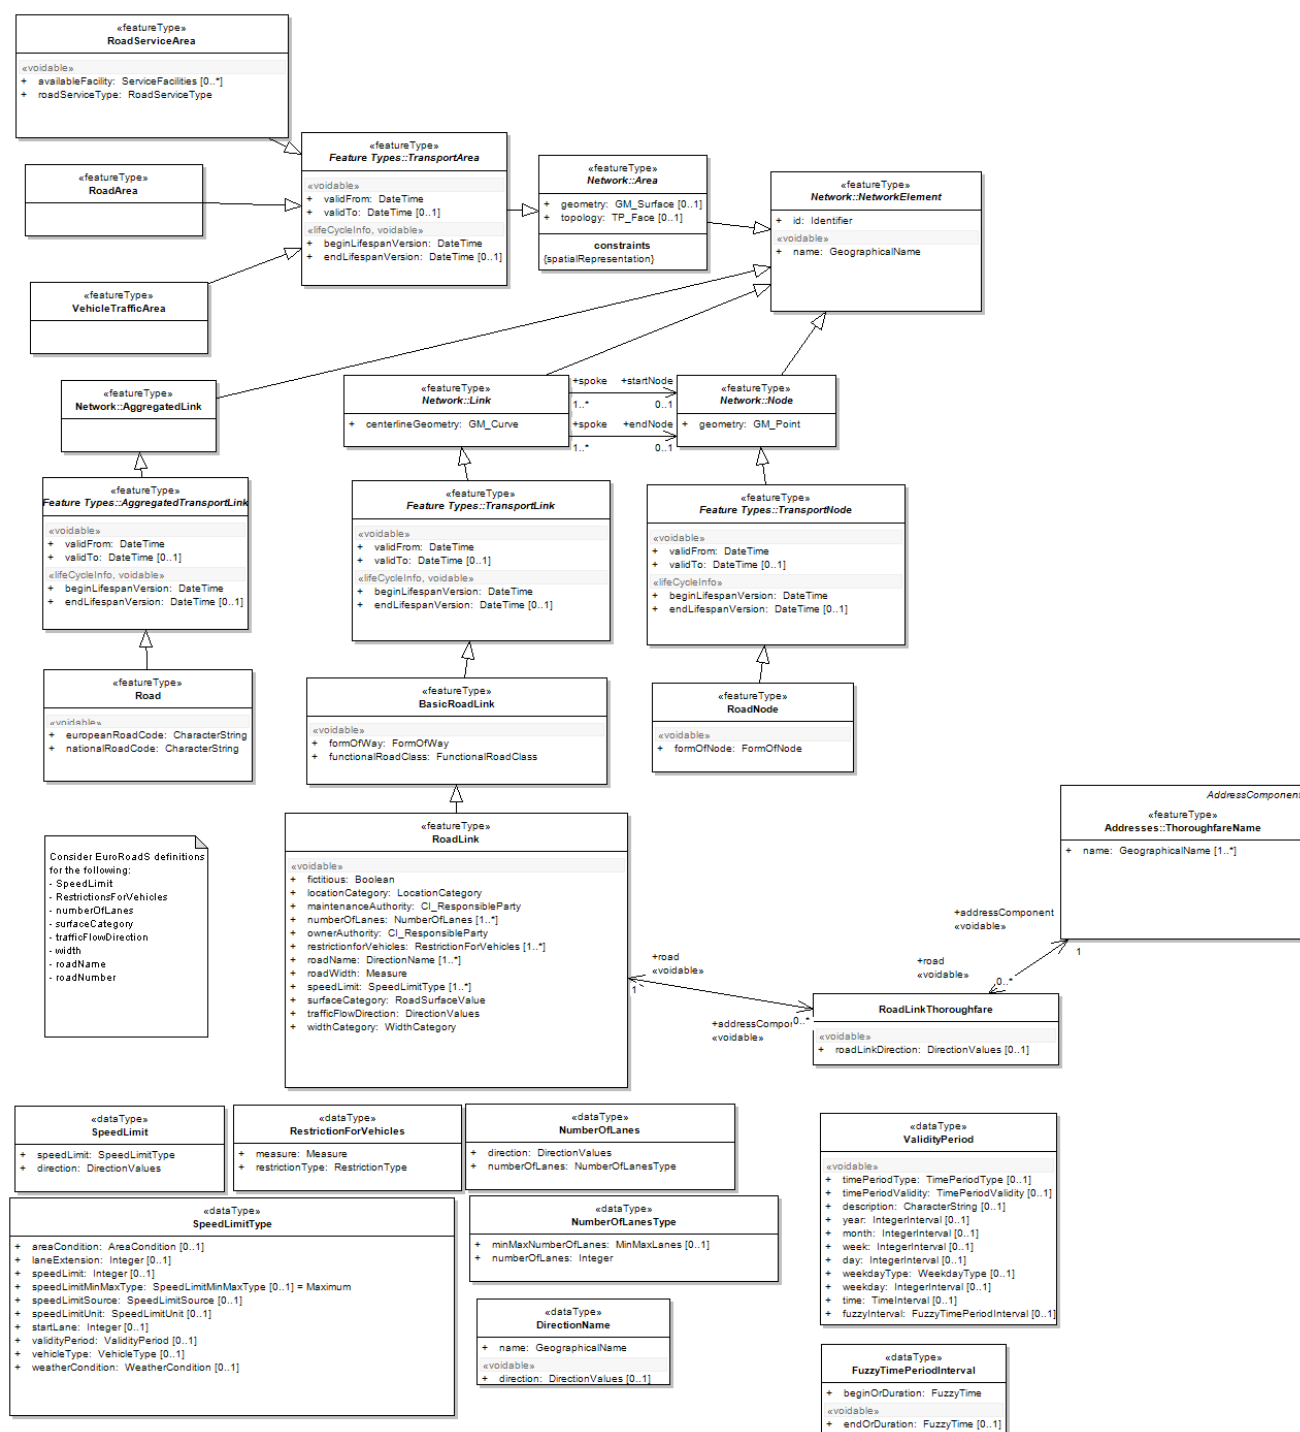 «featureType»
RoadServiceArea
«voidable»
+ availableFacility: ServiceFacilities [0..*]
+ roadServiceType: RoadServiceType
«featureType»
RoadArea
«featureType»
VehicleTrafficArea
«featureType»
Feature Types::TransportArea
«voidable»
+ validFrom: DateTime
+ validTo: DateTime [0..1]
«lifeCycleInfo, voidable»
+ beginLifespanVersion: DateTime
+ endLifespanVersion: DateTime [0..1]
«featureType»
Network::Area
+ geometry: GM_Surface [0..1]
+ topology: TP_Face [0..1]
constraints
{spatialRepresentation}
«featureType»
Network::NetworkElement
+ id: Identifier
«voidable»
+ name: GeographicalName
«featureType»
Network::AggregatedLink
«featureType»
Network::Link
+ centerlineGeometry: GM_Curve
+spoke +startNode
1..* 0..1
+spoke +endNode
1..* 0..1
«featureType»
Network::Node
+ geometry: GM_Point
«featureType»
Feature Types::AggregatedTransportLink
«voidable»
+ validFrom: DateTime
+ validTo: DateTime [0..1]
«lifeCycleInfo, voidable»
+ beginLifespanVersion: DateTime
+ endLifespanVersion: DateTime [0..1]
«featureType»
Feature Types::TransportLink
«voidable»
+ validFrom: DateTime
+ validTo: DateTime [0..1]
«lifeCycleInfo, voidable»
+ beginLifespanVersion: DateTime
+ endLifespanVersion: DateTime [0..1]
«featureType»
Feature Types::TransportNode
«voidable»
+ validFrom: DateTime
+ validTo: DateTime [0..1]
«lifeCycleInfo»
+ beginLifespanVersion: DateTime
+ endLifespanVersion: DateTime [0..1]
«featureType»
Road
«voidable»
+ europeanRoadCode: CharacterString
+ nationalRoadCode: CharacterString
«featureType»
BasicRoadLink
«voidable»
+ formOfWay: FormOfWay
+ functionalRoadClass: FunctionalRoadClass
«featureType»
RoadNode
«voidable»
+ formOfNode: FormOfNode
Consider EuroRoadS definitions
for the following:
- SpeedLimit
- RestrictionsForVehicles
- numberOfLanes
- surfaceCategory
- trafficFlowDirection
- width
- roadName
- roadNumber
«featureType»
RoadLink
«voidable»
+ fictitious: Boolean
+ locationCategory: LocationCategory
+ maintenanceAuthority: CI_ResponsibleParty
+ numberOfLanes: NumberOfLanes [1..*]
+ ownerAuthority: CI_ResponsibleParty
+ restrictionforVehicles: RestrictionForVehicles [1..*]
+ roadName: DirectionName [1..*]
+ roadWidth: Measure
+ speedLimit: SpeedLimitType [1..*]
+ surfaceCategory: RoadSurfaceValue
+ trafficFlowDirection: DirectionValues
+ widthCategory: WidthCategory
AddressComponent
«featureType»
Addresses::ThoroughfareName
+ name: GeographicalName [1..*]
+addressComponent
«voidable»
1
+road
«voidable»
0..*
+road
«voidable»
1
+addressCompor
«voidable»
0..*
RoadLinkThoroughfare
«voidable»
+ roadLinkDirection: DirectionValues [0..1]
«dataType»
SpeedLimit
+ speedLimit: SpeedLimitType
+ direction: DirectionValues
«dataType»
RestrictionForVehicles
+ measure: Measure
+ restrictionType: RestrictionType
«dataType»
NumberOfLanes
+ direction: DirectionValues
+ numberOfLanes: NumberOfLanesType
«dataType»
ValidityPeriod
«voidable»
+ timePeriodType: TimePeriodType [0..1]
+ timePeriodValidity: TimePeriodValidity [0..1]
+ description: CharacterString [0..1]
+ year: IntegerInterval [0..1]
+ month: IntegerInterval [0..1]
+ week: IntegerInterval [0..1]
+ day: IntegerInterval [0..1]
+ weekdayType: WeekdayType [0..1]
+ weekday: IntegerInterval [0..1]
+ time: TimeInterval [0..1]
+ fuzzyInterval: FuzzyTimePeriodInterval [0..1]
«dataType»
SpeedLimitType
+ areaCondition: AreaCondition [0..1]
+ laneExtension: Integer [0..1]
+ speedLimit: Integer [0..1]
+ speedLimitMinMaxType: SpeedLimitMinMaxType [0..1] = Maximum
+ speedLimitSource: SpeedLimitSource [0..1]
+ speedLimitUnit: SpeedLimitUnit [0..1]
+ startLane: Integer [0..1]
+ validityPeriod: ValidityPeriod [0..1]
+ vehicleType: VehicleType [0..1]
+ weatherCondition: WeatherCondition [0..1]
«dataType»
NumberOfLanesType
+ minMaxNumberOfLanes: MinMaxLanes [0..1]
+ numberOfLanes: Integer
«dataType»
DirectionName
+ name: GeographicalName
«voidable»
+ direction: DirectionValues [0..1]
«dataType»
FuzzyTimePeriodInterval
+ beginOrDuration: FuzzyTime
«voidable»
+ endOrDuration: FuzzyTime [0..1]